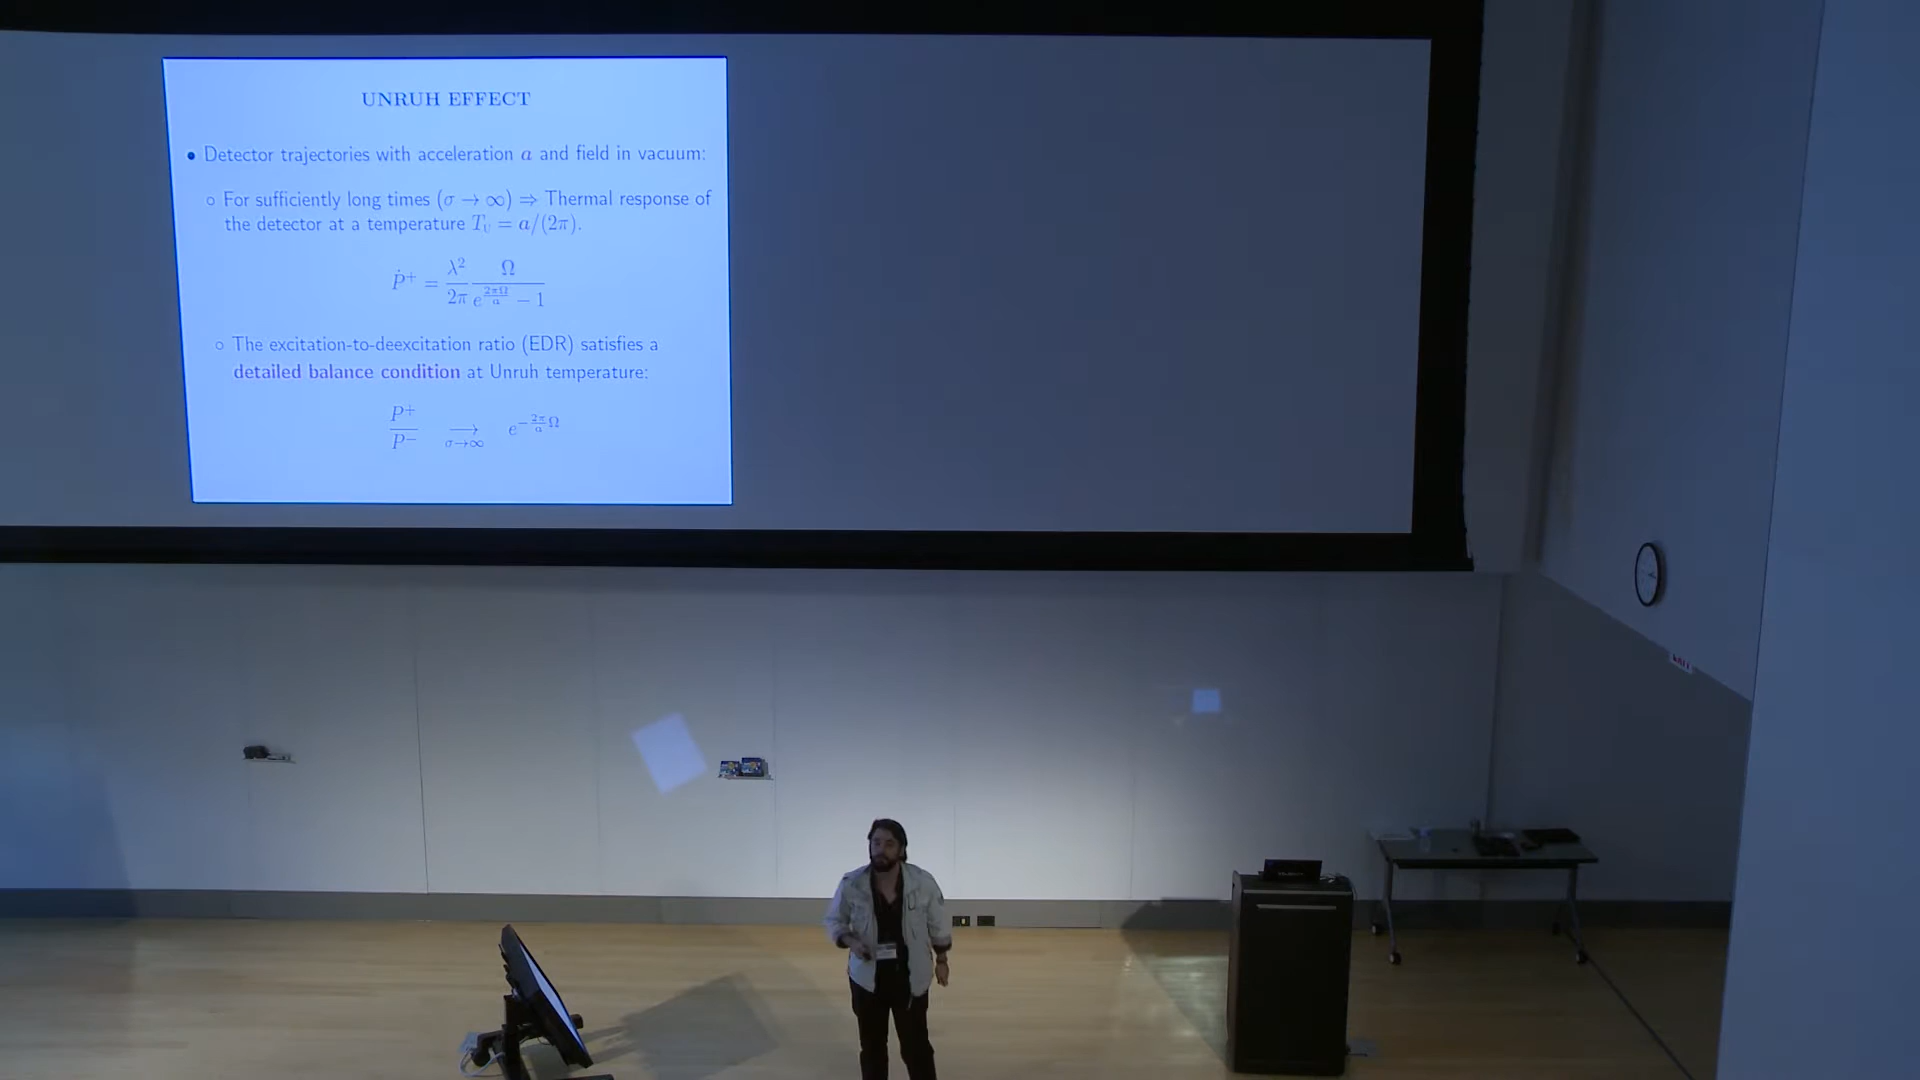 UNRUH EFFECT
• Detector trajectories with acceleration a and field in vacuum:
○ For sufficiently long times (σ → ∞) ⇒ Thermal response of
the detector at a temperature T_U = a/(2π).
Ṗ⁺ = λ²/2π Ω/(e^{2πΩ/a} − 1)
○ The excitation-to-deexcitation ratio (EDR) satisfies a
detailed balance condition at Unruh temperature:
P⁺/P⁻ ⟶_{σ→∞} e^{−(2π/a)Ω}